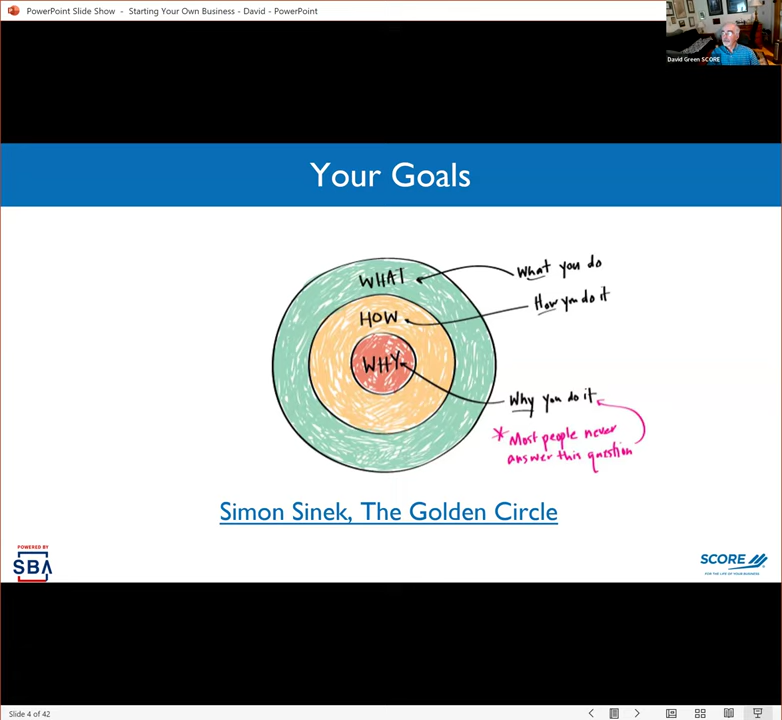 PowerPoint Slide Show - Starting Your Own Business - David - PowerPoint
David Green SCORE
Your Goals
WHAT
What you do
HOW
How you do it
WHY
Why you do it
* Most people never
answer this question
Simon Sinek, The Golden Circle
POWERED BY
SBA
SCORE
FOR THE LIFE OF YOUR BUSINESS
Slide 4 of 42